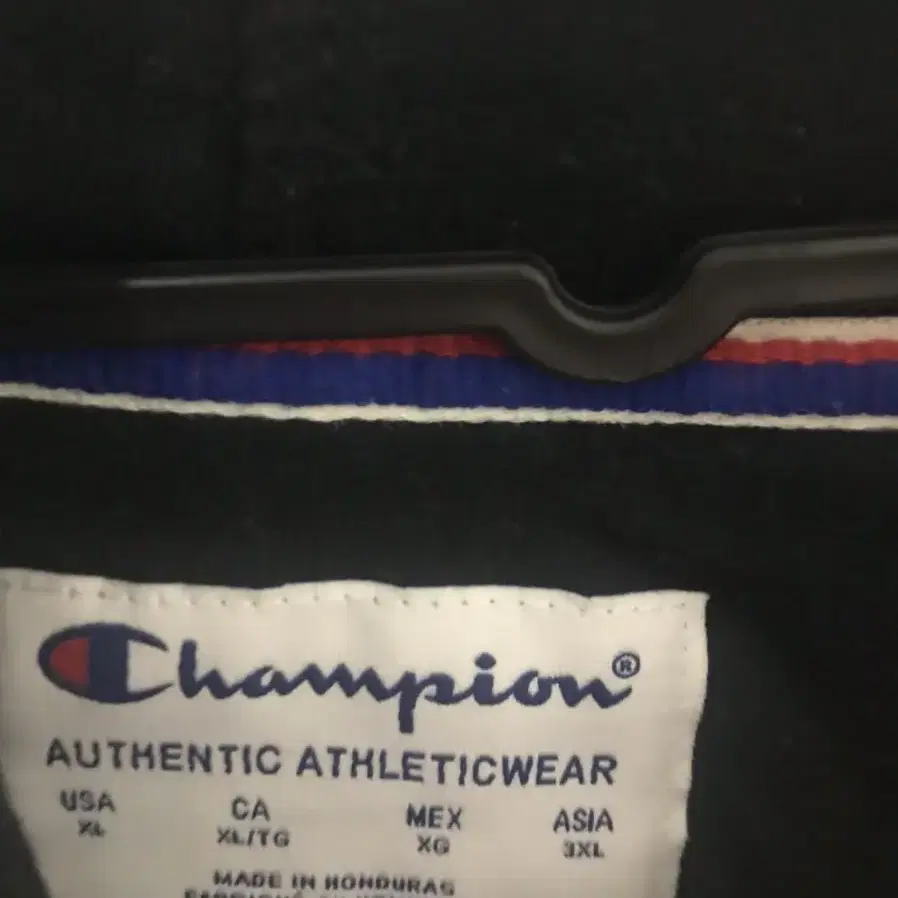 Champion®
AUTHENTIC ATHLETICWEAR
USA CA MEX ASIA
XL XL/TG XG 3XL
MADE IN HONDURAS